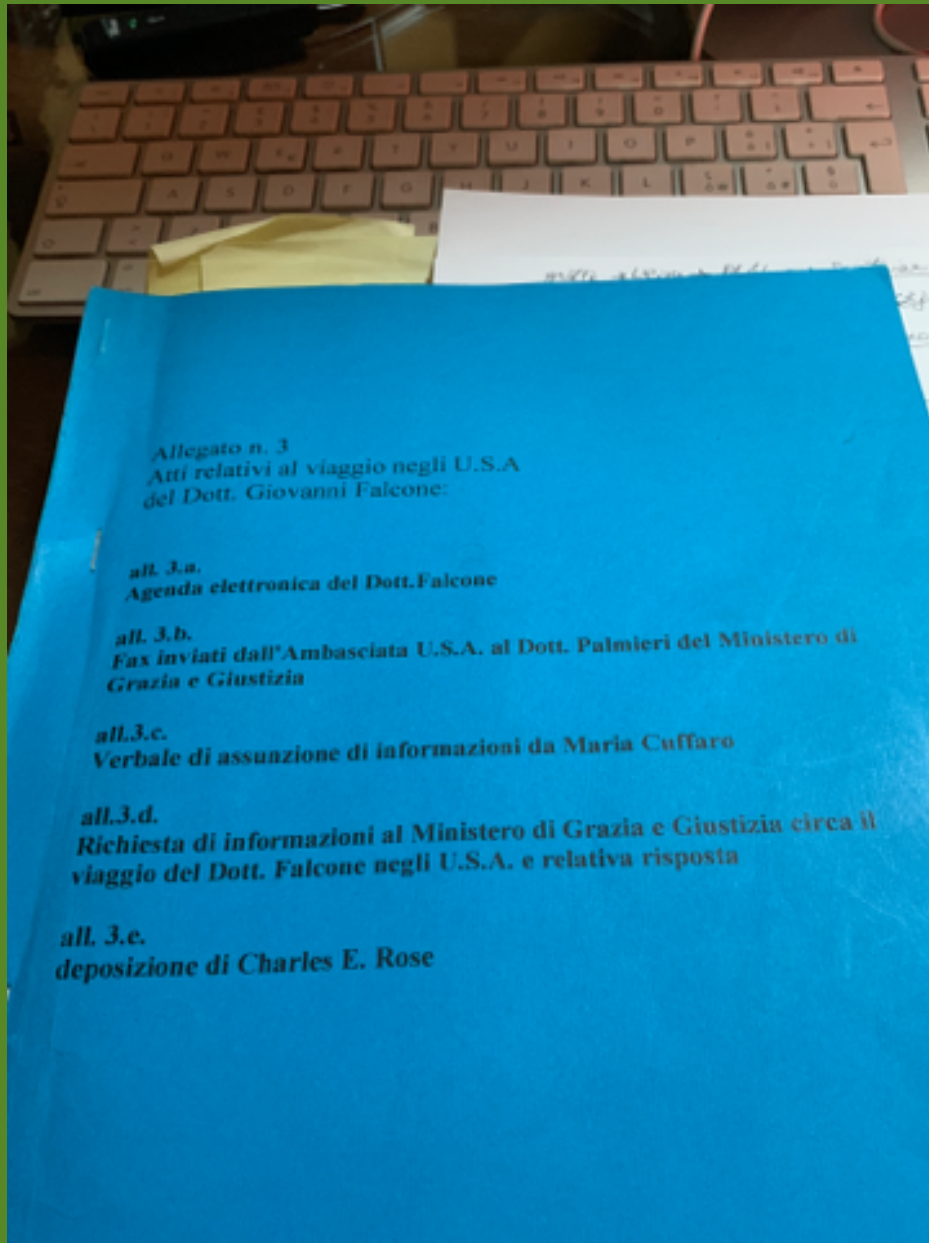 Allegato n. 3
Atti relativi al viaggio negli U.S.A
del Dott. Giovanni Falcone:
all. 3.a.
Agenda elettronica del Dott.Falcone
all. 3.b.
Fax inviati dall'Ambasciata U.S.A. al Dott. Palmieri del Ministero di
Grazia e Giustizia
all.3.c.
Verbale di assunzione di informazioni da Maria Cuffaro
all.3.d.
Richiesta di informazioni al Ministero di Grazia e Giustizia circa il
viaggio del Dott. Falcone negli U.S.A. e relativa risposta
all. 3.e.
deposizione di Charles E. Rose